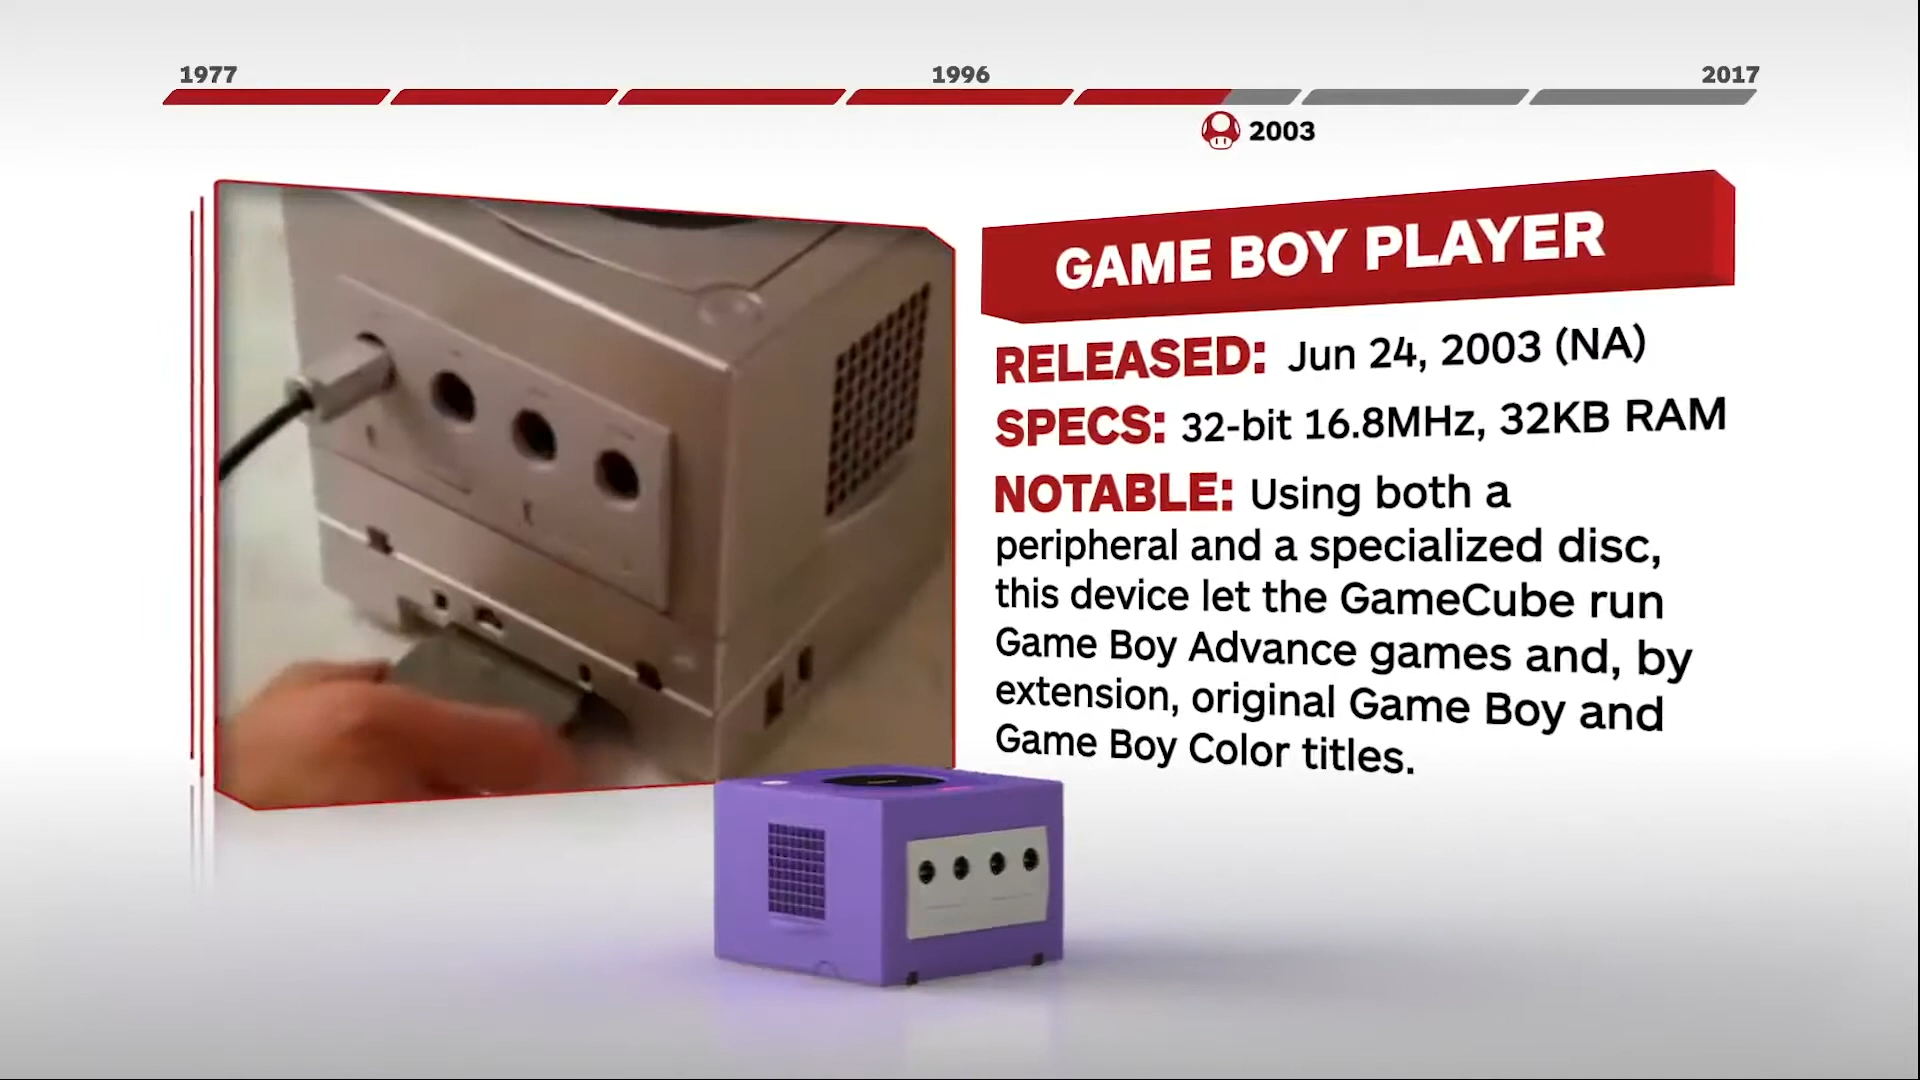 1977
1996
2017
2003
GAME BOY PLAYER
RELEASED: Jun 24, 2003 (NA)
SPECS: 32-bit 16.8MHz, 32KB RAM
NOTABLE: Using both a
peripheral and a specialized disc,
this device let the GameCube run
Game Boy Advance games and, by
extension, original Game Boy and
Game Boy Color titles.